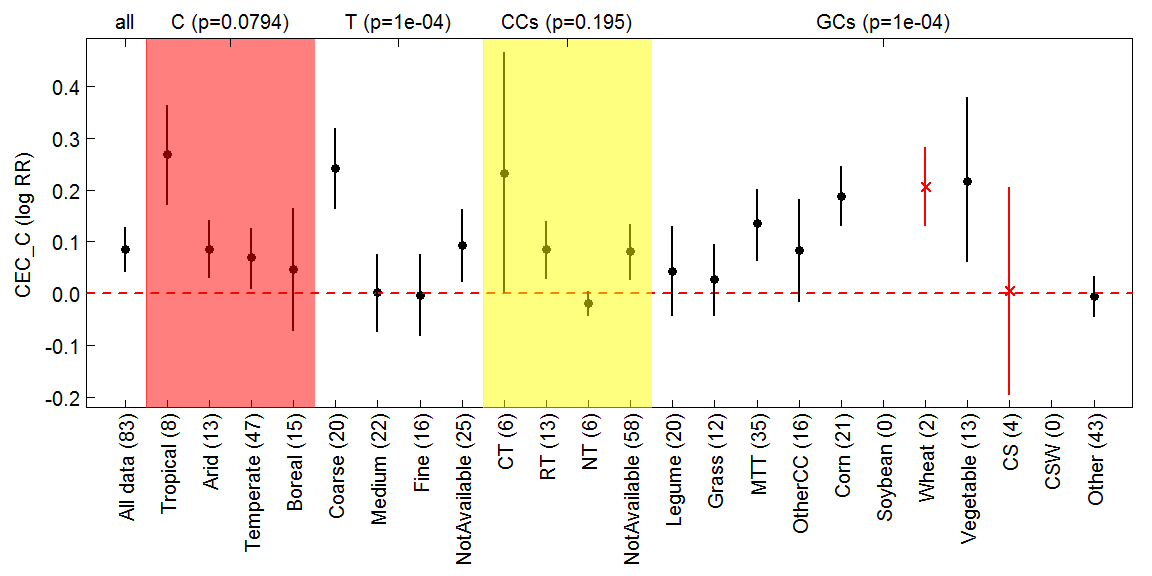 all C (p=0.0794) T (p=1e-04) CCs (p=0.195) GCs (p=1e-04)
CEC_C (log RR)
0.4
0.3
0.2
0.1
0.0
-0.1
-0.2
All data (83)
Tropical (8)
Arid (13)
Temperate (47)
Boreal (15)
Coarse (20)
Medium (22)
Fine (16)
NotAvailable (25)
CT (6)
RT (13)
NT (6)
NotAvailable (58)
Legume (20)
Grass (12)
MTT (35)
OtherCC (16)
Corn (21)
Soybean (0)
Wheat (2)
Vegetable (13)
CS (4)
CSW (0)
Other (43)